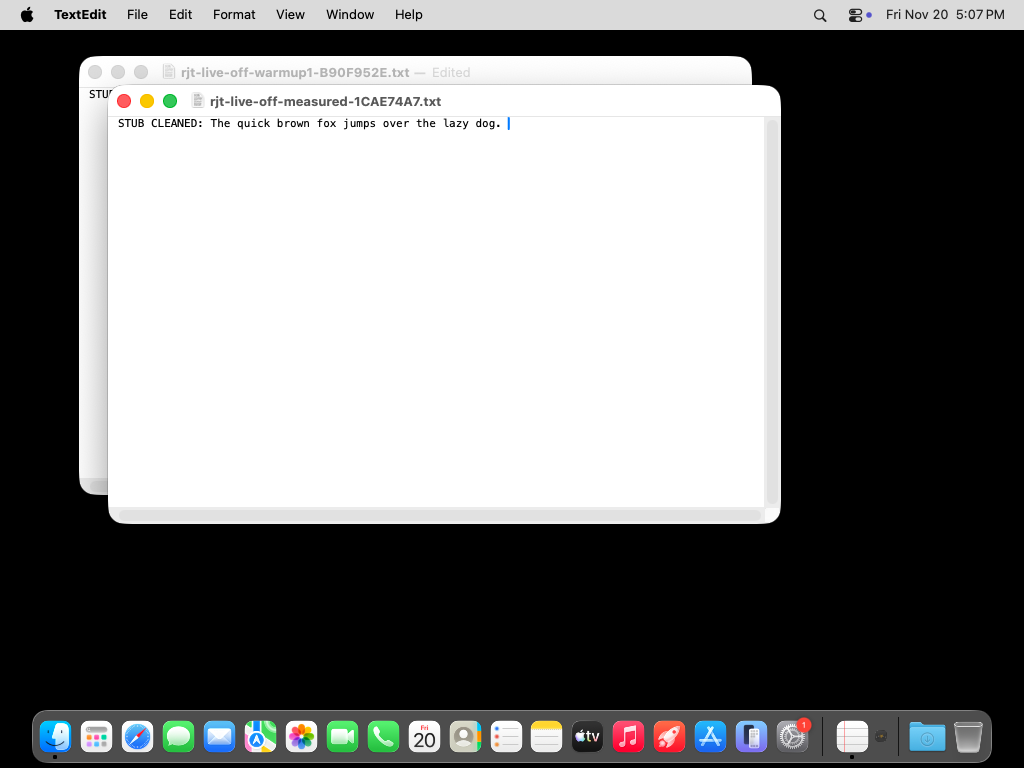 TextEdit File Edit Format View Window Help Fri Nov 20 5:07 PM
rjt-live-off-warmup1-B90F952E.txt — Edited
STU
rjt-live-off-measured-1CAE74A7.txt
STUB CLEANED: The quick brown fox jumps over the lazy dog.
Fri
20
tv
1